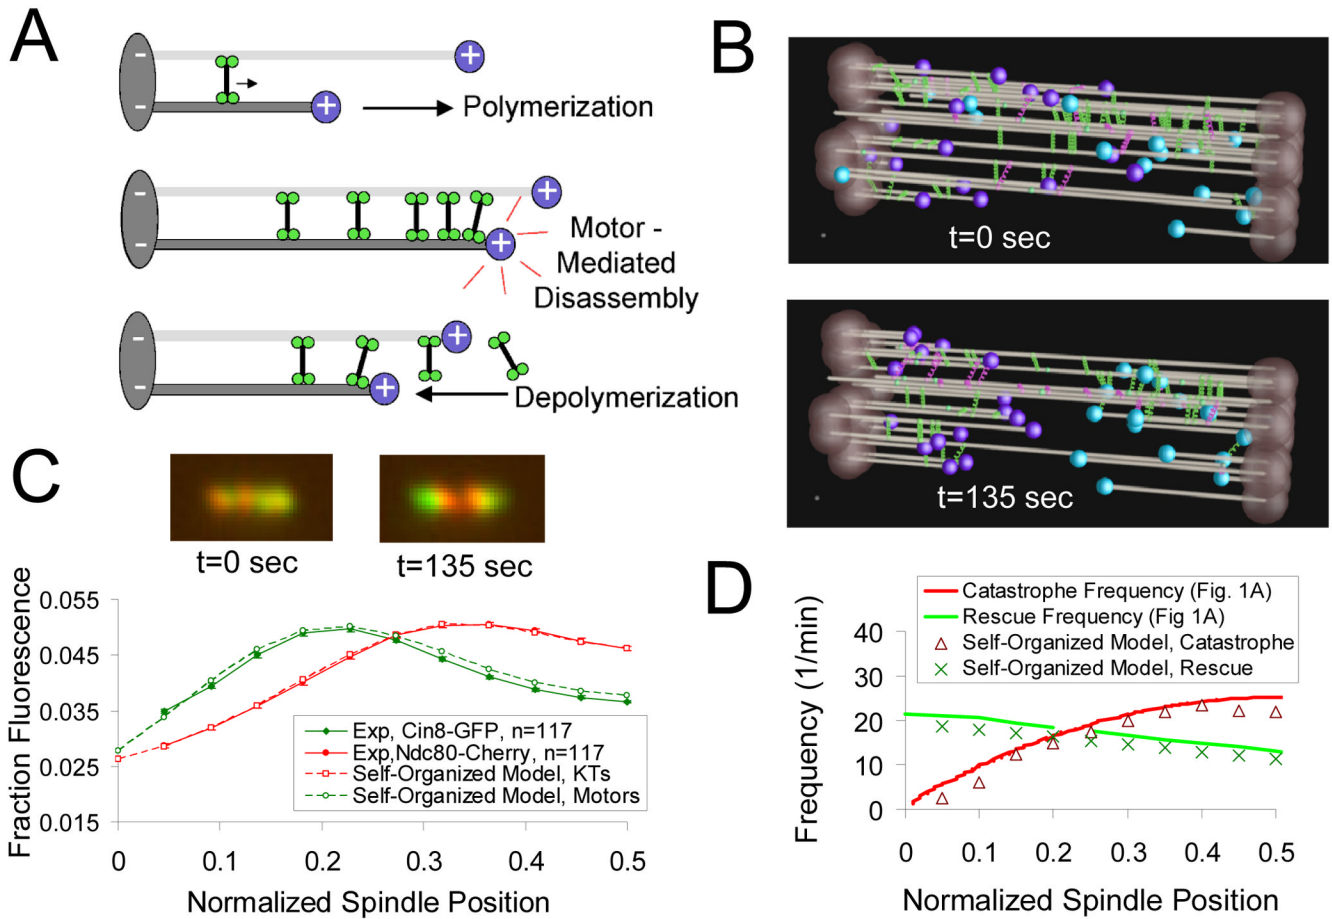 A
-
+
-
+
Polymerization
-
+
-
+
Motor -
Mediated
Disassembly
-
+
-
+
Depolymerization
B
t=0 sec
t=135 sec
C
t=0 sec
t=135 sec
Fraction Fluorescence
0.055
0.045
0.035
0.025
0.015
Exp, Cin8-GFP, n=117
Exp,Ndc80-Cherry, n=117
Self-Organized Model, KTs
Self-Organized Model, Motors
0
0.1
0.2
0.3
0.4
0.5
Normalized Spindle Position
D
Catastrophe Frequency (Fig. 1A)
Rescue Frequency (Fig 1A)
Self-Organized Model, Catastrophe
Self-Organized Model, Rescue
Frequency (1/min)
40
30
20
10
0
0
0.1
0.2
0.3
0.4
0.5
Normalized Spindle Position